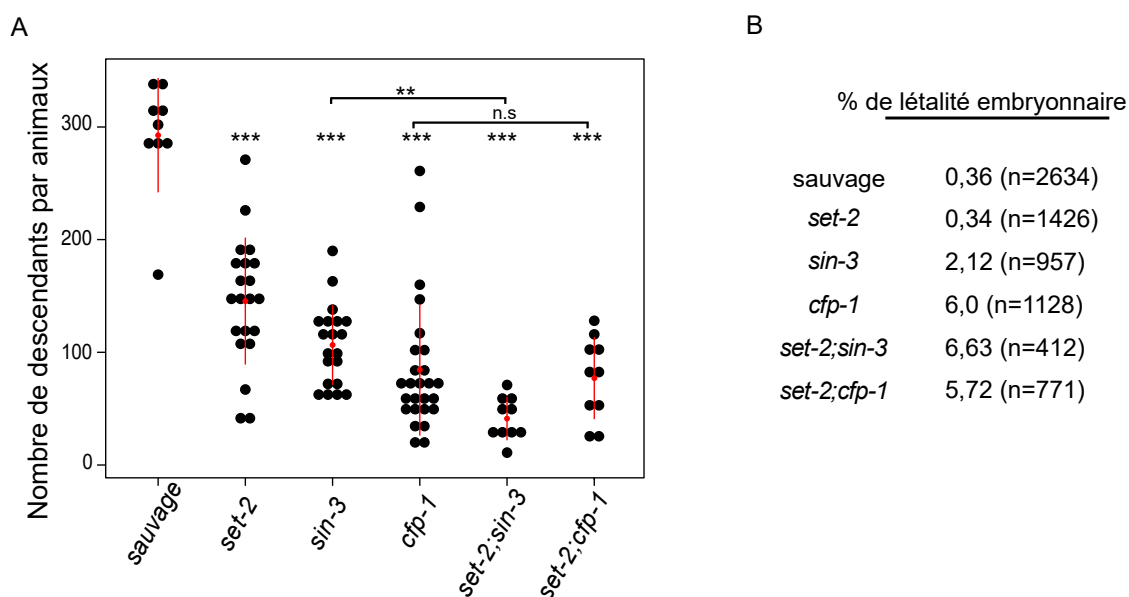 A
Nombre de descendants par animaux
300
200
100
0
**
n.s
*** *** *** *** ***
sauvage
set-2
sin-3
cfp-1
set-2;sin-3
set-2;cfp-1
B
% de létalité embryonnaire
sauvage 0,36 (n=2634)
set-2 0,34 (n=1426)
sin-3 2,12 (n=957)
cfp-1 6,0 (n=1128)
set-2;sin-3 6,63 (n=412)
set-2;cfp-1 5,72 (n=771)